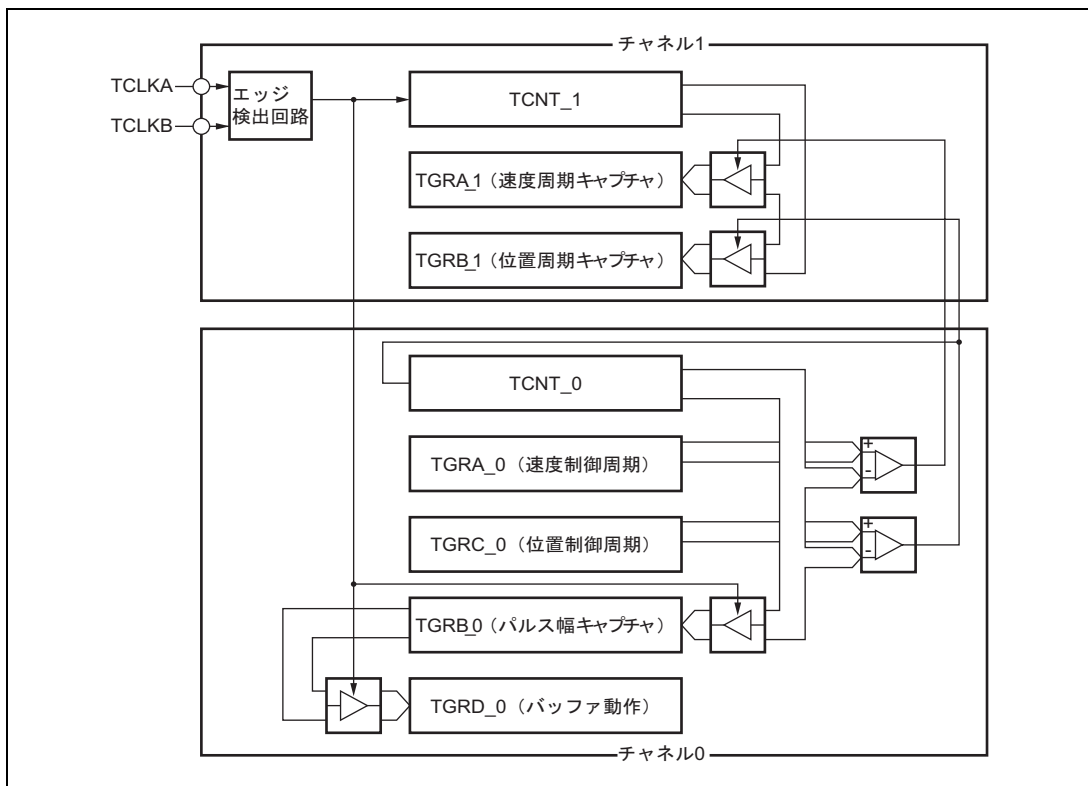 チャネル1
TCLKA
TCLKB
エッジ
検出回路
TCNT_1
TGRA_1（速度周期キャプチャ）
TGRB_1（位置周期キャプチャ）
TCNT_0
TGRA_0（速度制御周期）
TGRC_0（位置制御周期）
TGRB_0（パルス幅キャプチャ）
TGRD_0（バッファ動作）
+
-
+
-
チャネル0